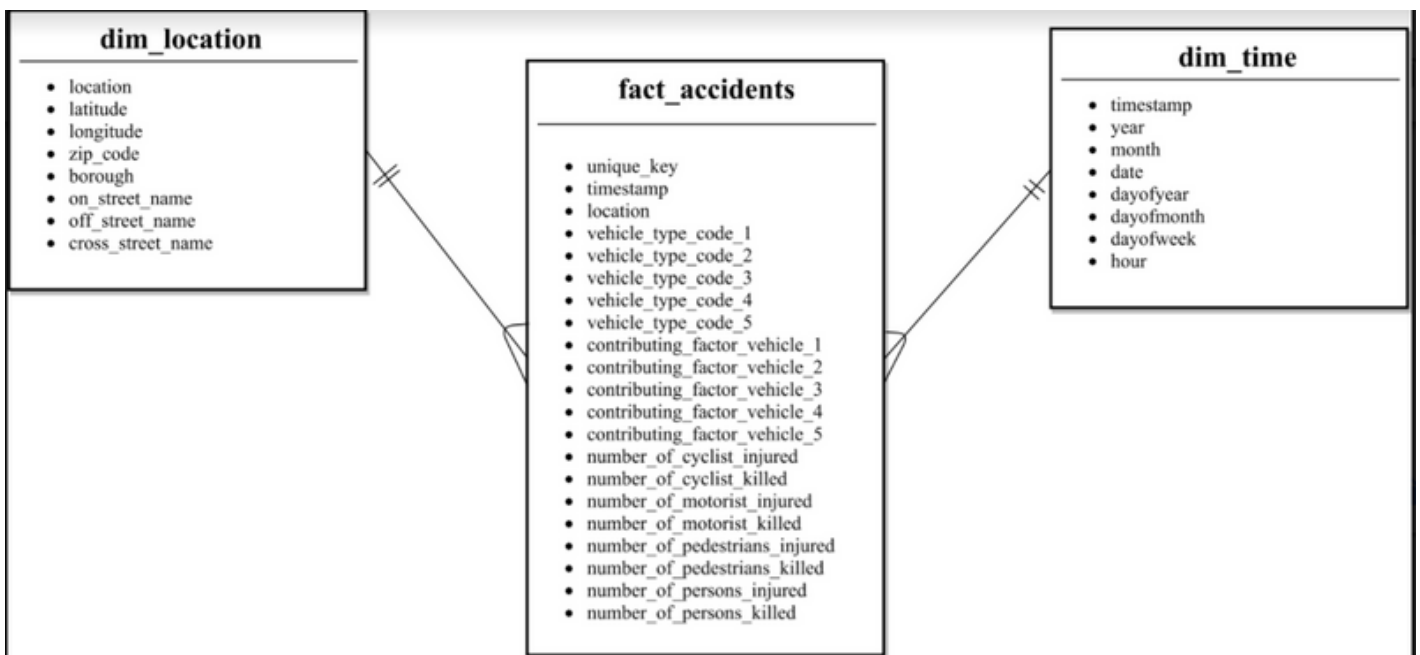 dim_location
location
latitude
longitude
zip_code
borough
on_street_name
off_street_name
cross_street_name
fact_accidents
unique_key
timestamp
location
vehicle_type_code_1
vehicle_type_code_2
vehicle_type_code_3
vehicle_type_code_4
vehicle_type_code_5
contributing_factor_vehicle_1
contributing_factor_vehicle_2
contributing_factor_vehicle_3
contributing_factor_vehicle_4
contributing_factor_vehicle_5
number_of_cyclist_injured
number_of_cyclist_killed
number_of_motorist_injured
number_of_motorist_killed
number_of_pedestrians_injured
number_of_pedestrians_killed
number_of_persons_injured
number_of_persons_killed
dim_time
timestamp
year
month
date
dayofyear
dayofmonth
dayofweek
hour